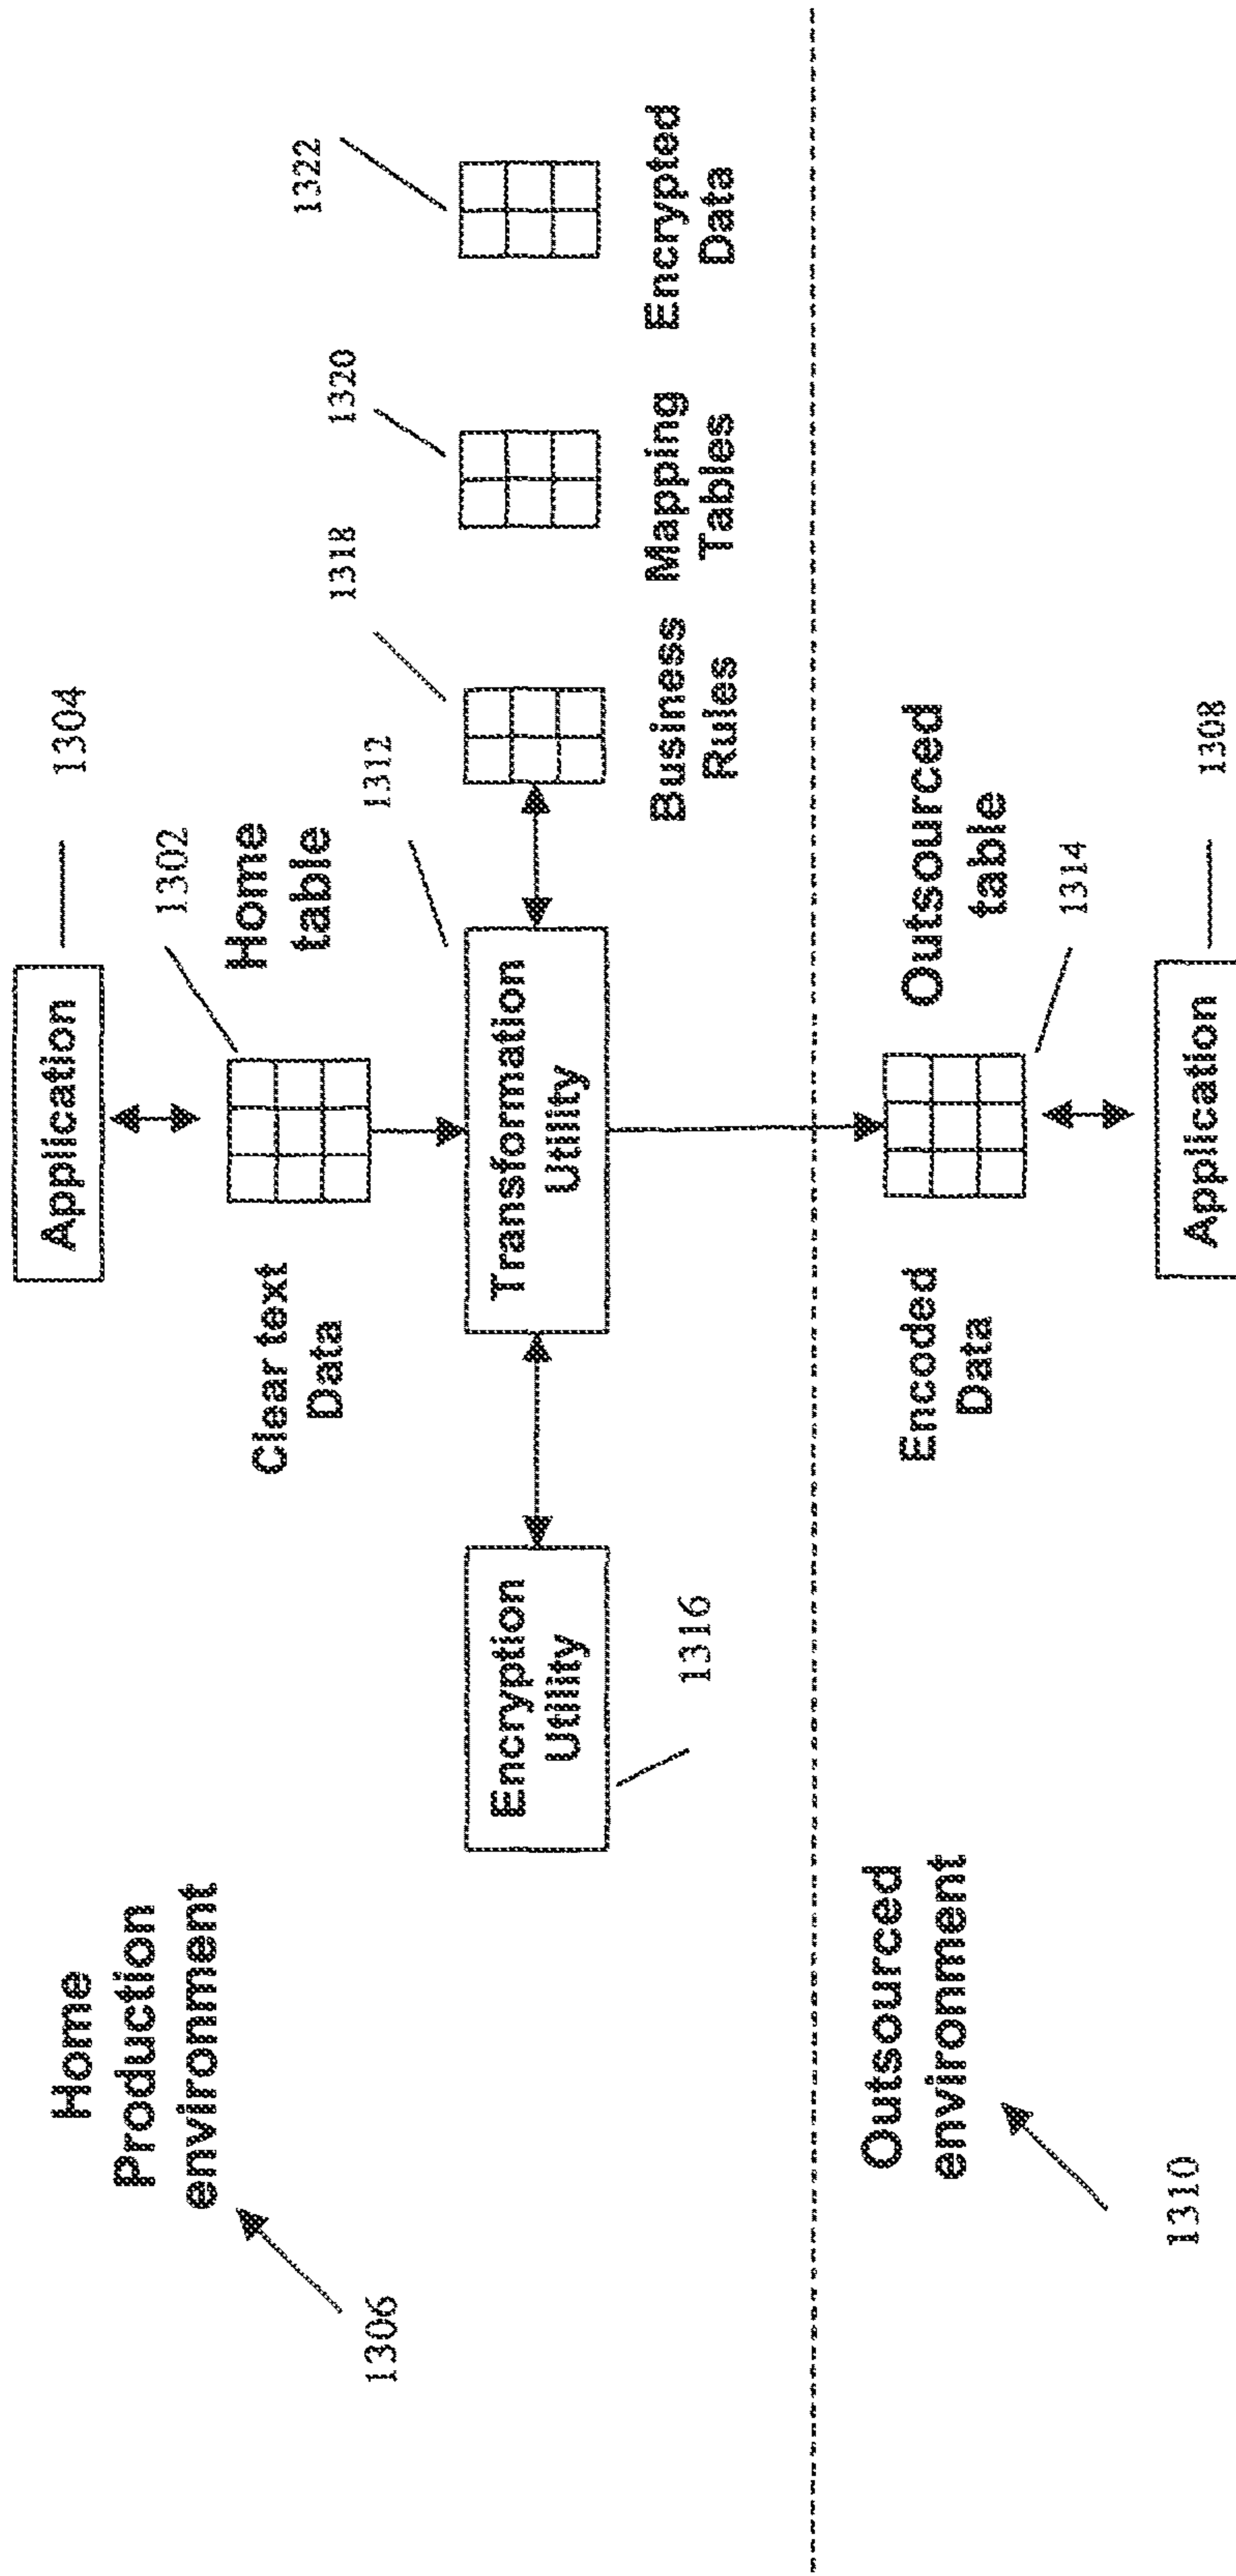 Home
Production
environment
1306
Application
1304
Clear text
Data
1302
Home
table
Encryption
Utility
1316
Transformation
Utility
1312
1318
Business
Rules
1320
Mapping
Tables
1322
Encrypted
Data
Outsourced
environment
1310
Encoded
Data
Outsourced
table
1314
Application
1308